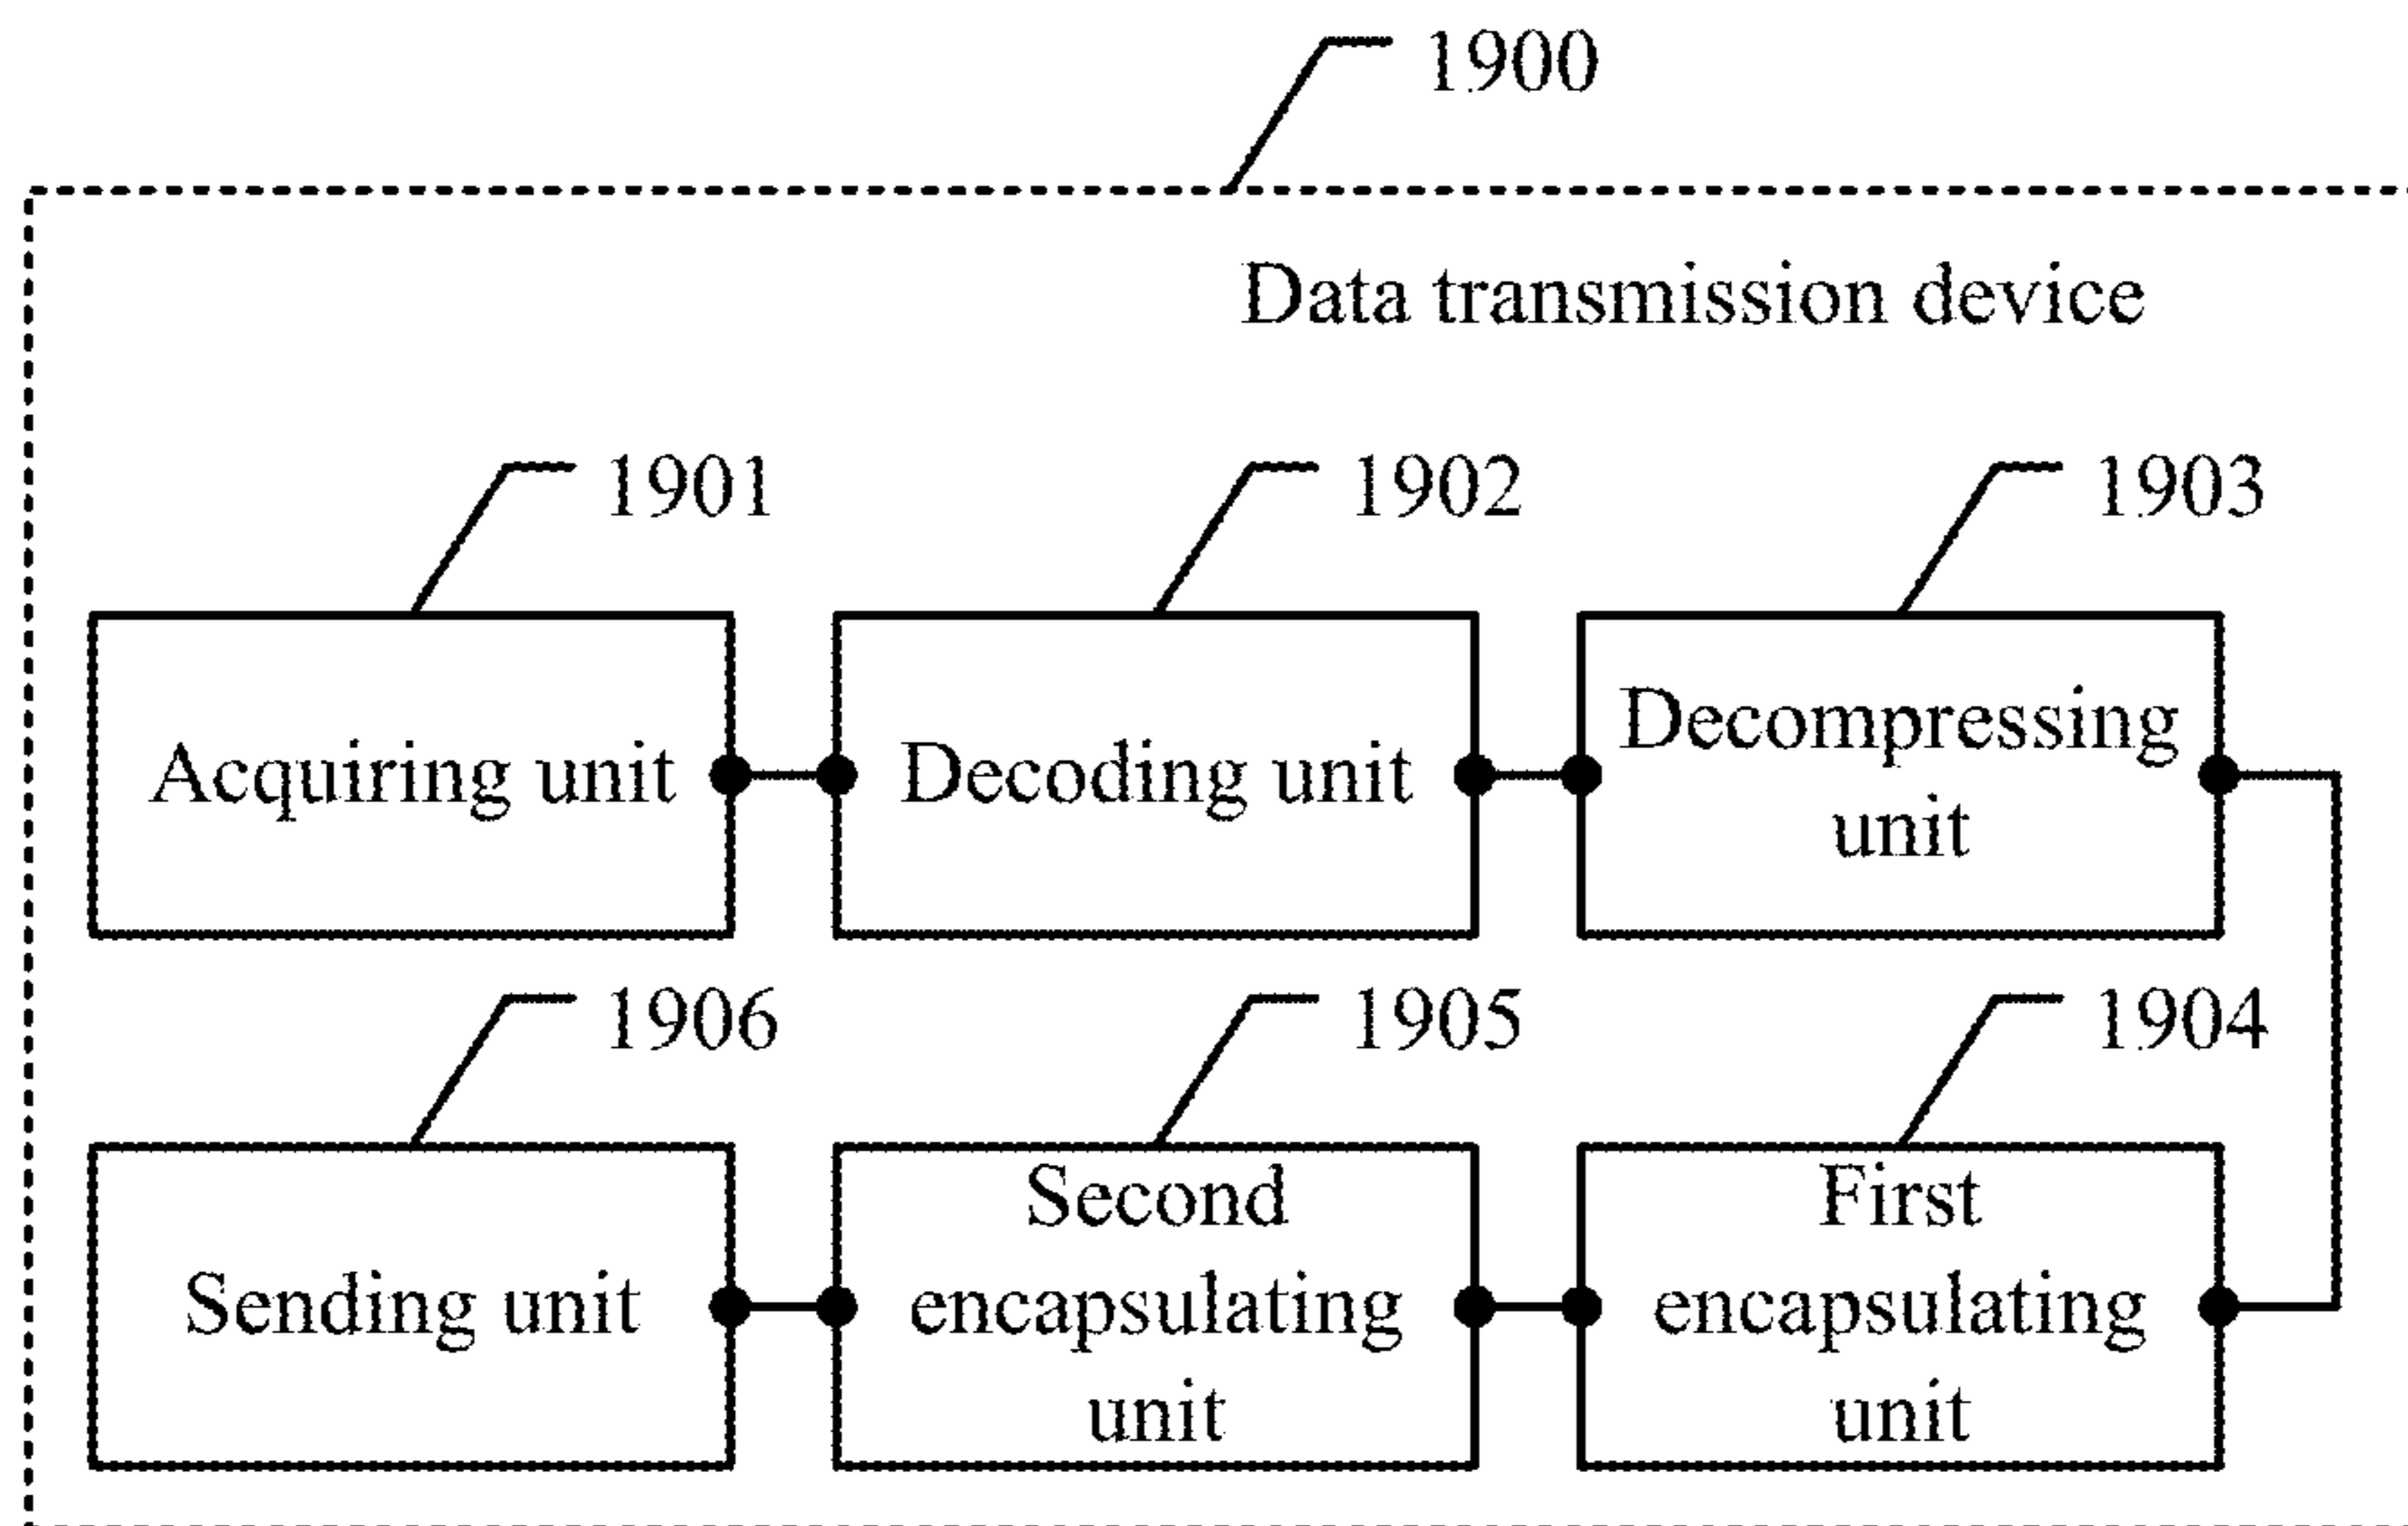 1900
Data transmission device
1901
1902
1903
Acquiring unit
Decoding unit
Decompressing
unit
1906
1905
1904
Sending unit
Second
encapsulating
unit
First
encapsulating
unit